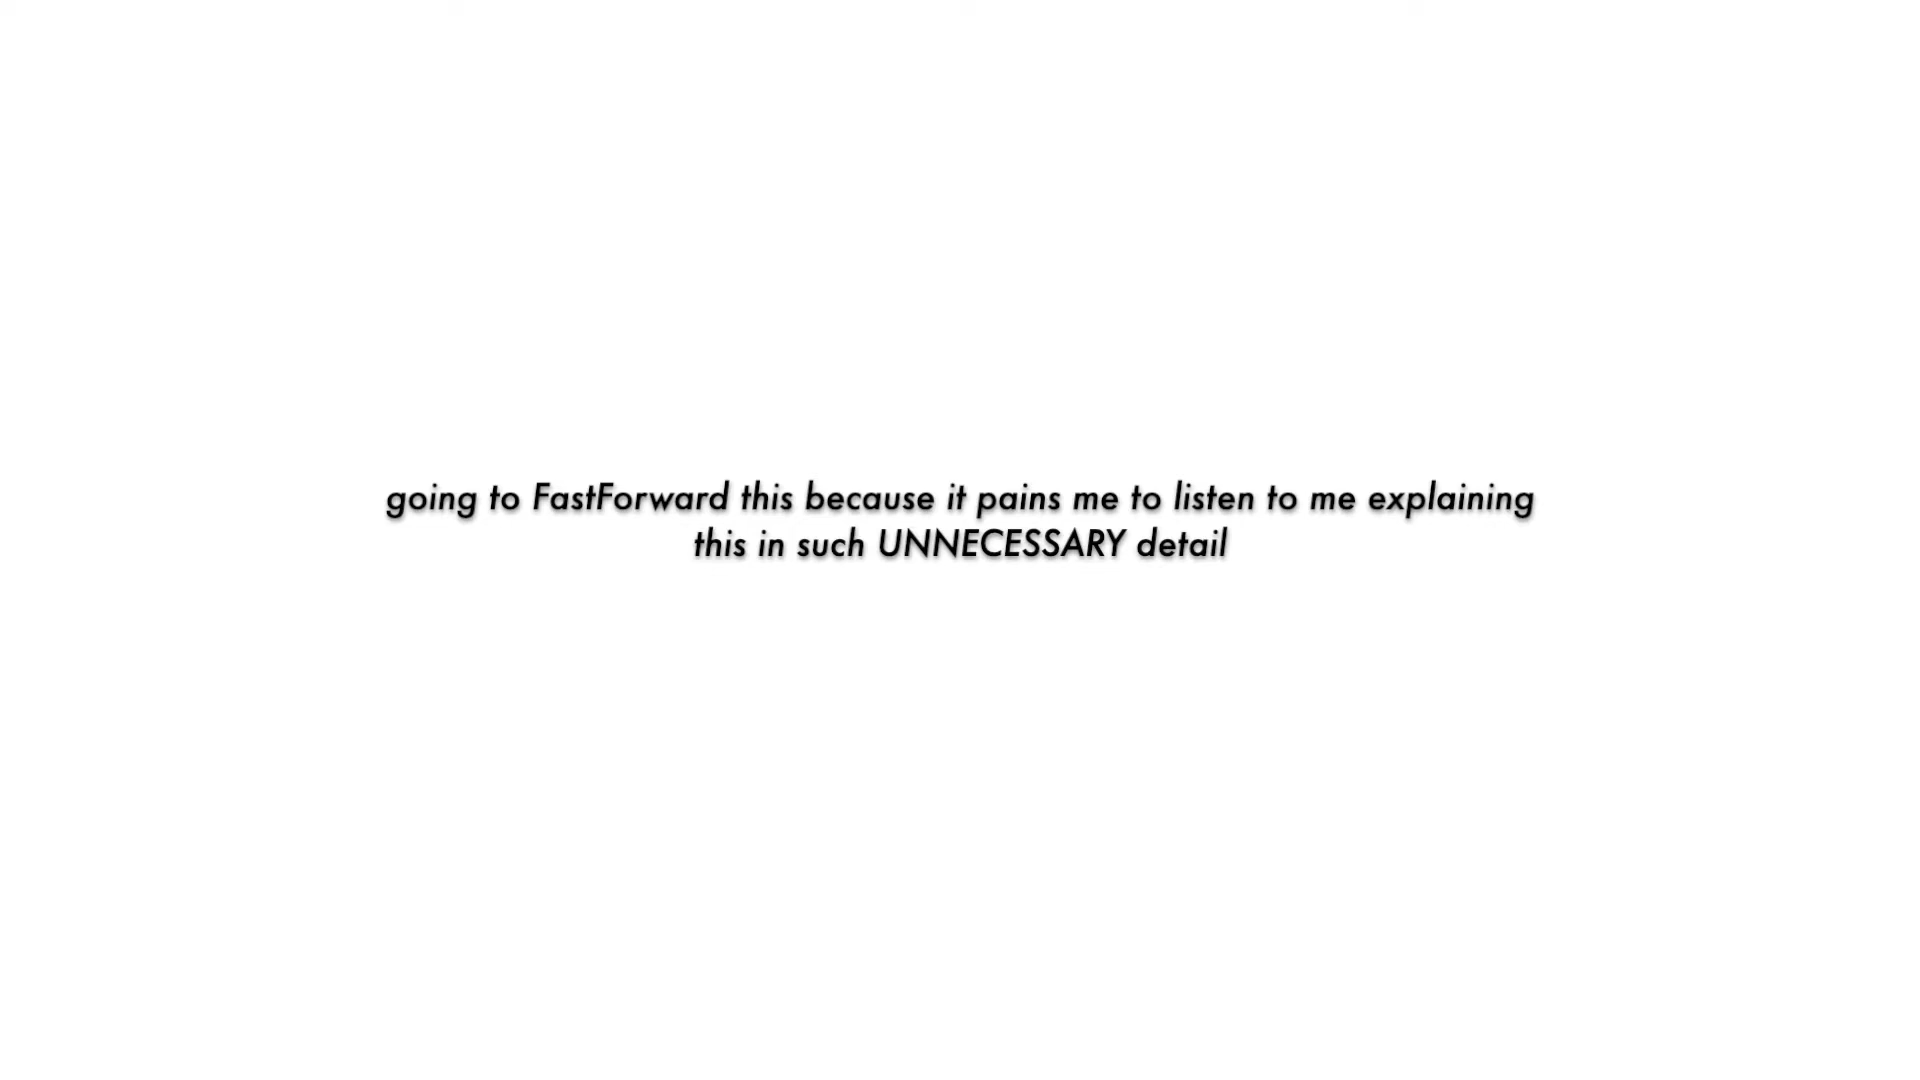 going to FastForward this because it pains me to listen to me explaining
this in such UNNECESSARY detail